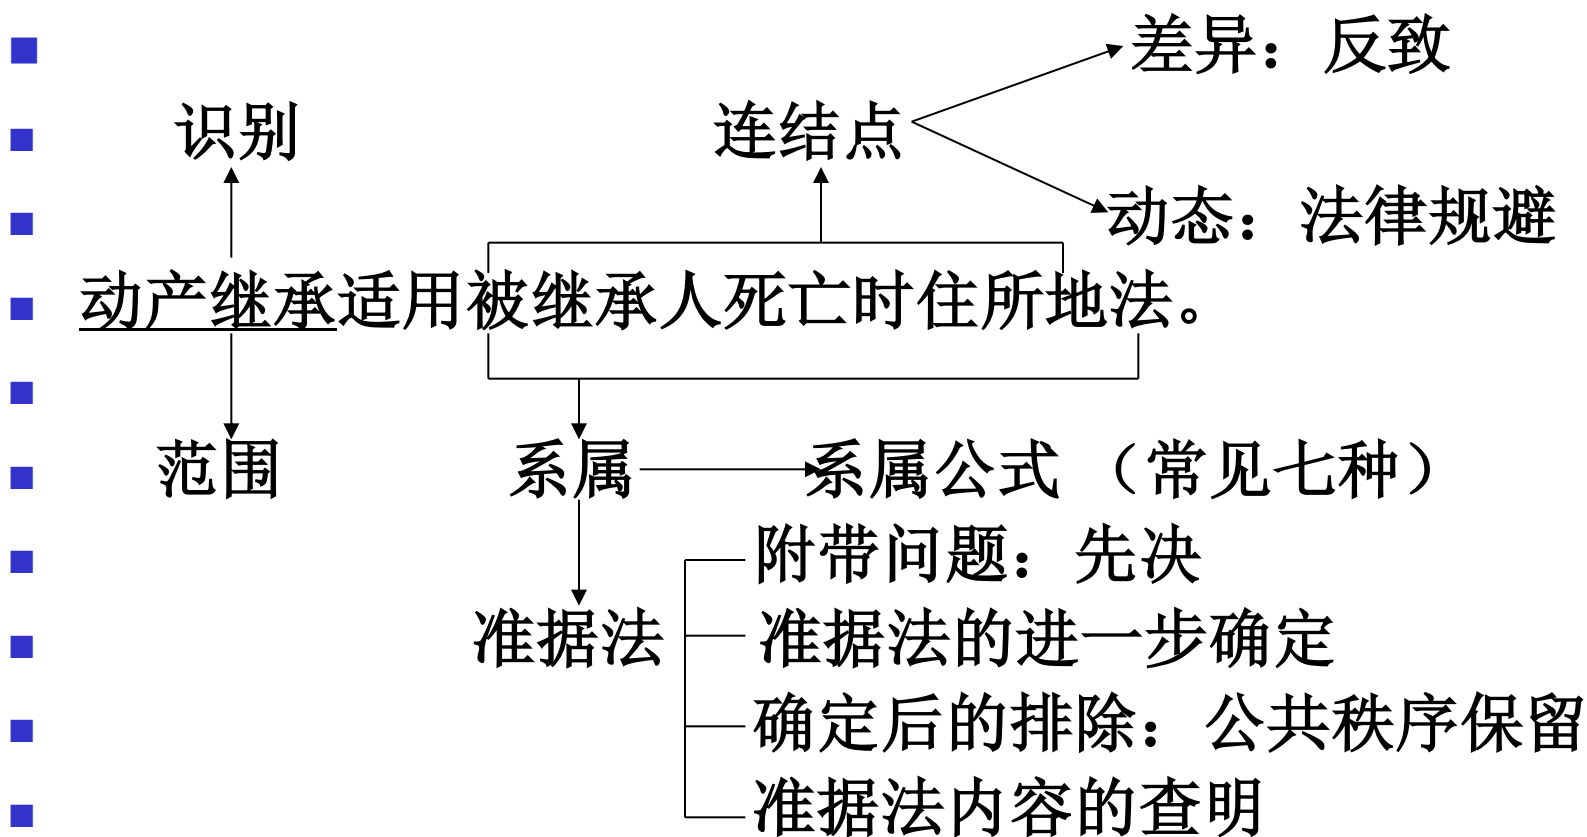 差异：反致
识别 连结点
动态：法律规避
动产继承适用被继承人死亡时住所地法。
范围 系属 系属公式 （常见七种）
附带问题：先决
准据法 准据法的进一步确定
确定后的排除：公共秩序保留
准据法内容的查明